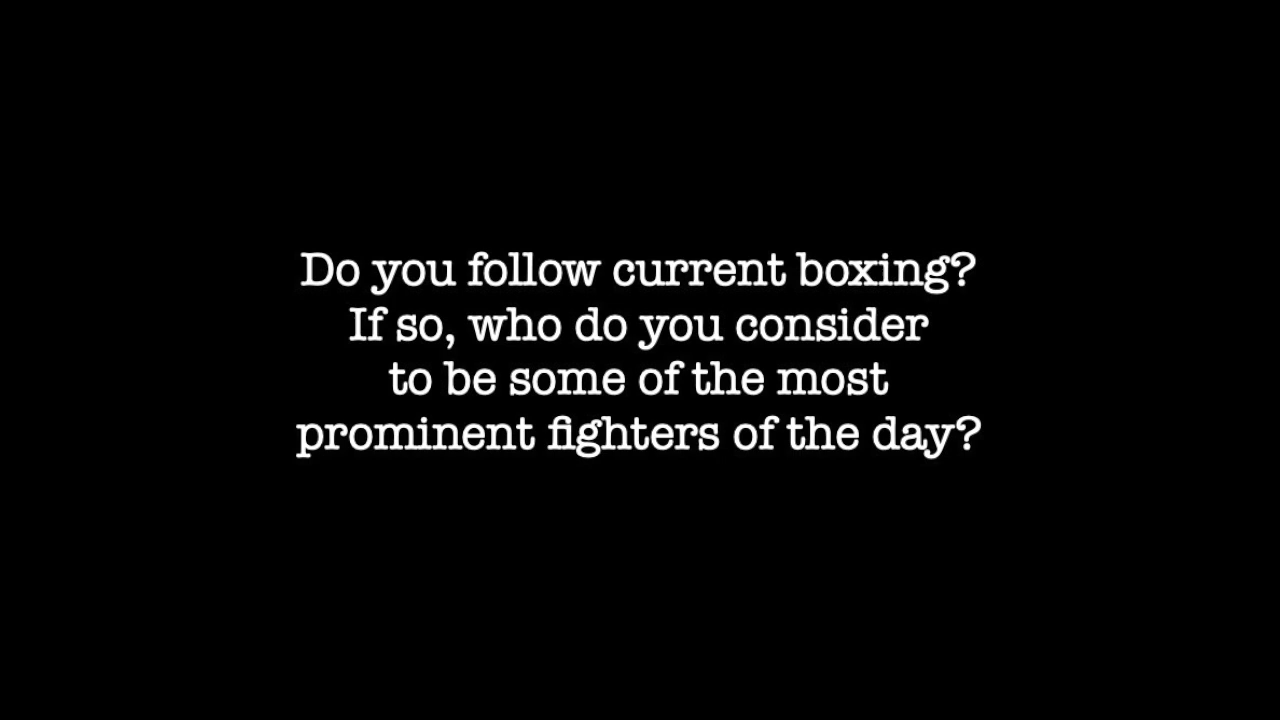 Do you follow current boxing?
If so, who do you consider
to be some of the most
prominent fighters of the day?